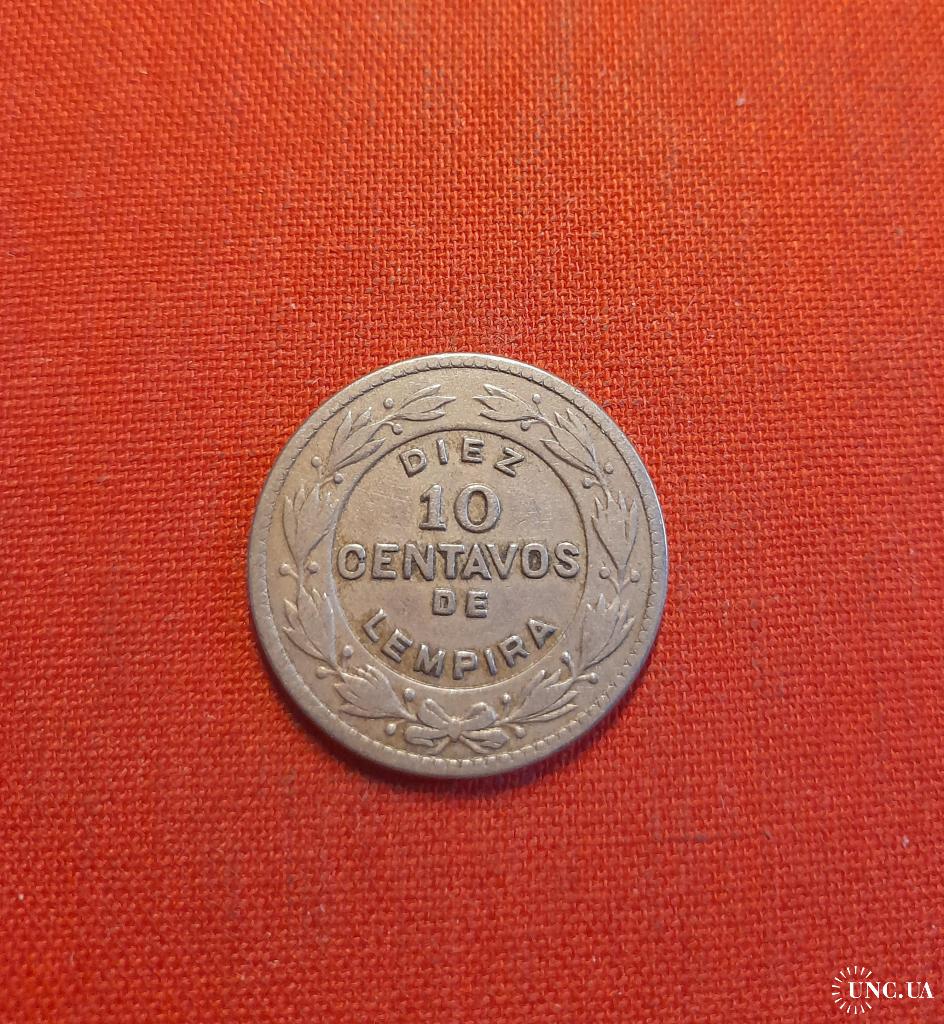 DIEZ
10
CENTAVOS
DE
LEMPIRA
UNC.UA